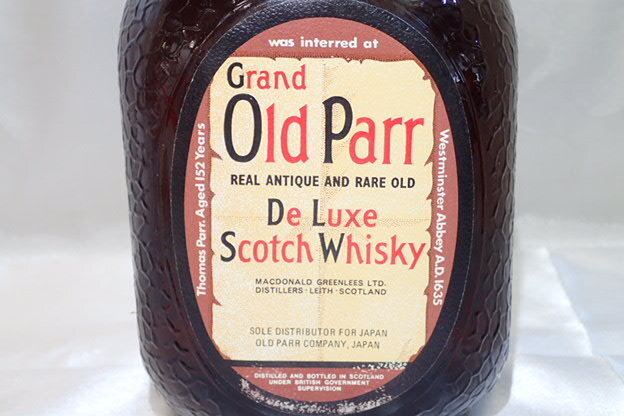 Thomas Parr. Aged 152 Years
was interred at
Westminster Abbey A.D. 1635
Grand
Old Parr
REAL ANTIQUE AND RARE OLD
De Luxe
Scotch Whisky
MACDONALD GREENLEES LTD.
DISTILLERS · LEITH · SCOTLAND
SOLE DISTRIBUTOR FOR JAPAN
OLD PARR COMPANY, JAPAN
DISTILLED AND BOTTLED IN SCOTLAND
UNDER BRITISH GOVERNMENT
SUPERVISION